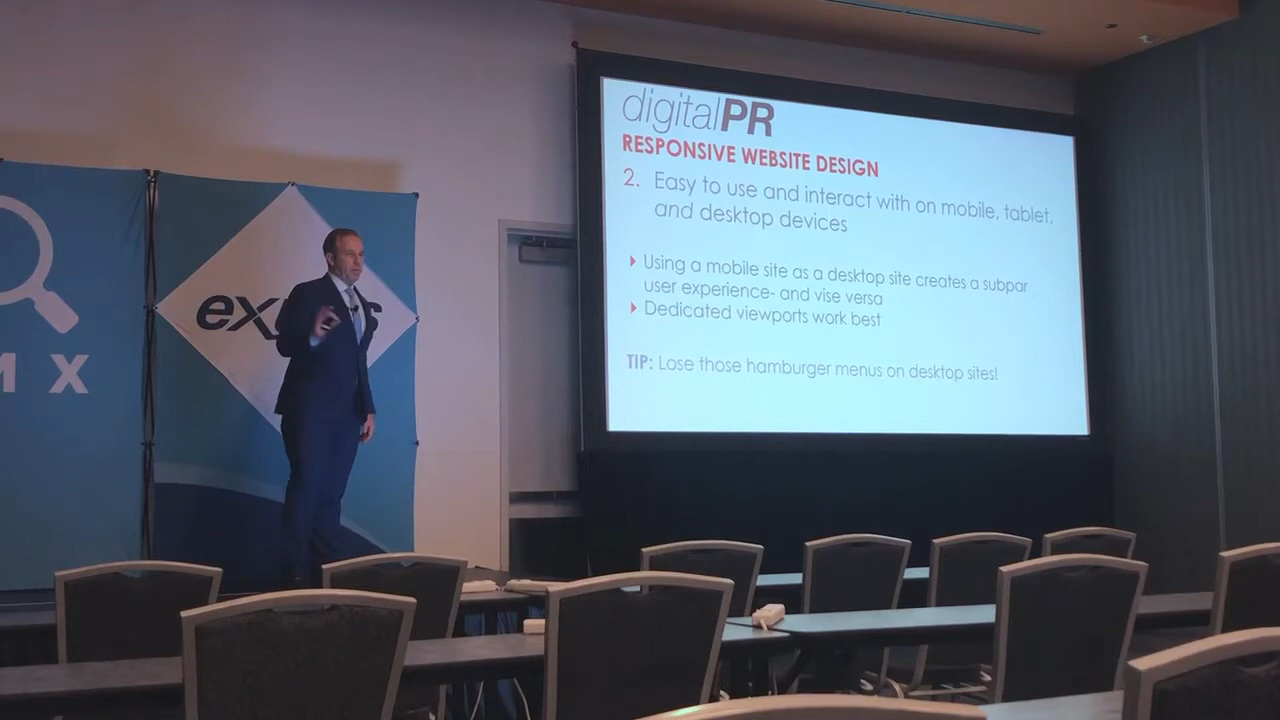 digitalPR
RESPONSIVE WEBSITE DESIGN
2. Easy to use and interact with on mobile, tablet,
and desktop devices
Using a mobile site as a desktop site creates a subpar
user experience- and vise versa
Dedicated viewports work best
TIP: Lose those hamburger menus on desktop sites!
MX